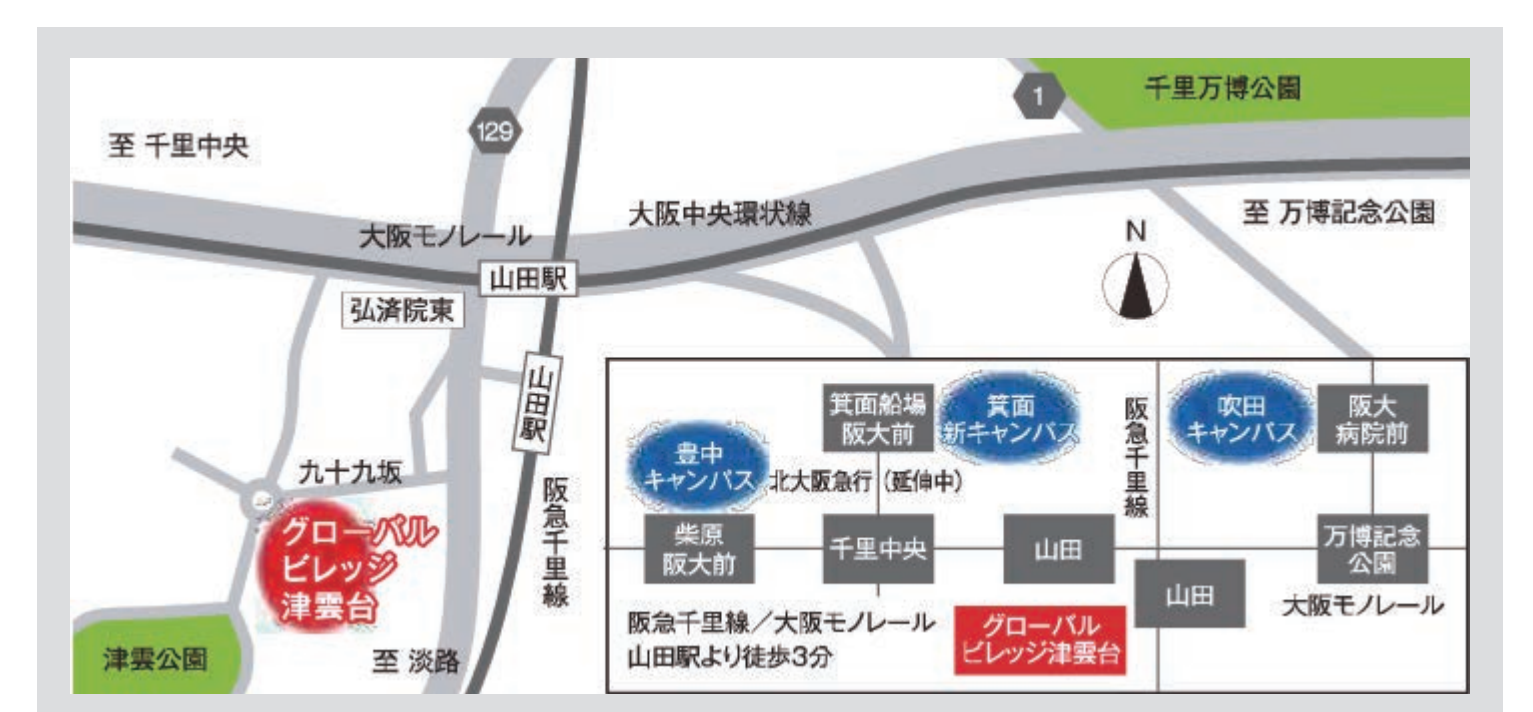 千里万博公園
1
129
至 千里中央
大阪中央環状線
至 万博記念公園
大阪モノレール
N
山田駅
弘済院東
山田駅
九十九坂
阪急千里線
グローバル
ビレッジ
津雲台
津雲公園
至 淡路
箕面船場
阪大前
箕面
新キャンパス
阪急千里線
吹田
キャンパス
阪大
病院前
豊中
キャンパス
北大阪急行（延伸中）
柴原
阪大前
千里中央
山田
万博記念
公園
山田
大阪モノレール
阪急千里線／大阪モノレール
山田駅より徒歩3分
グローバル
ビレッジ津雲台